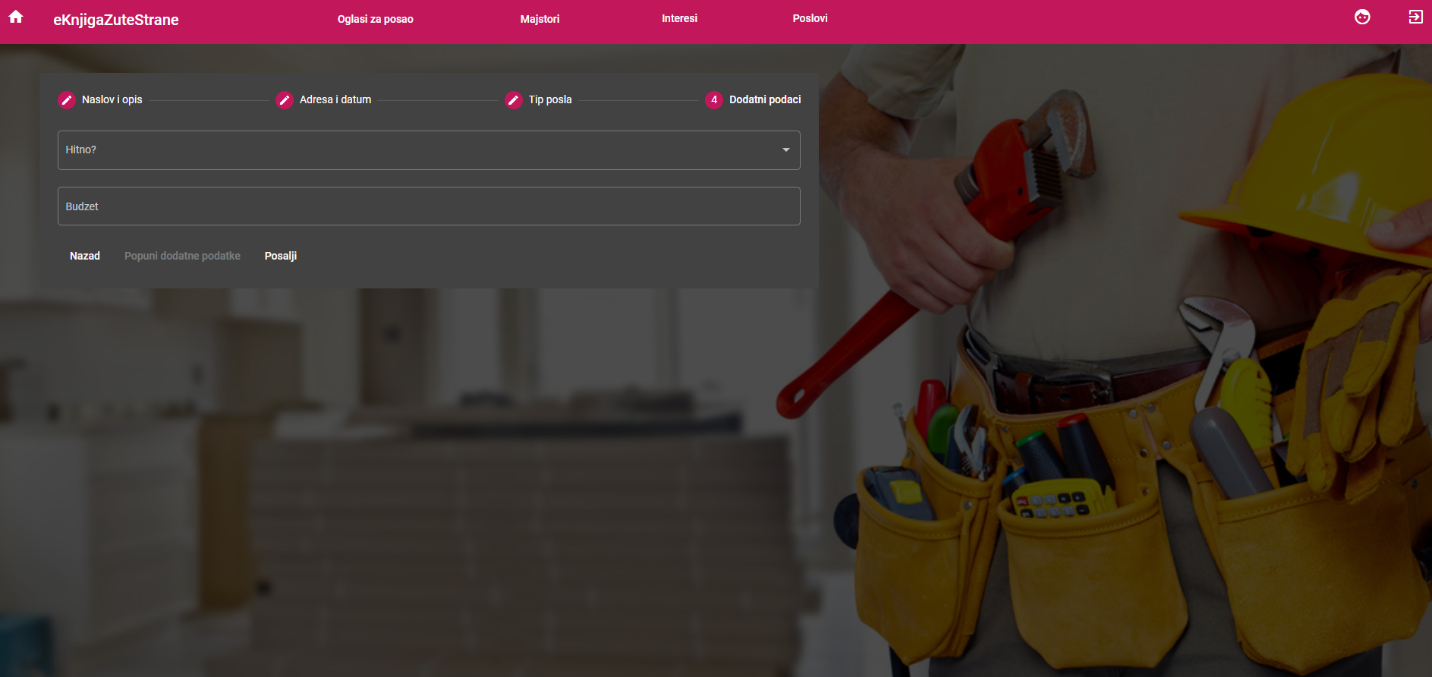 eKnjigaZuteStrane Oglasi za posao Majstori Interesi Poslovi
Naslov i opis Adresa i datum Tip posla 4 Dodatni podaci
Hitno?
Budzet
Nazad Popuni dodatne podatke Posalji